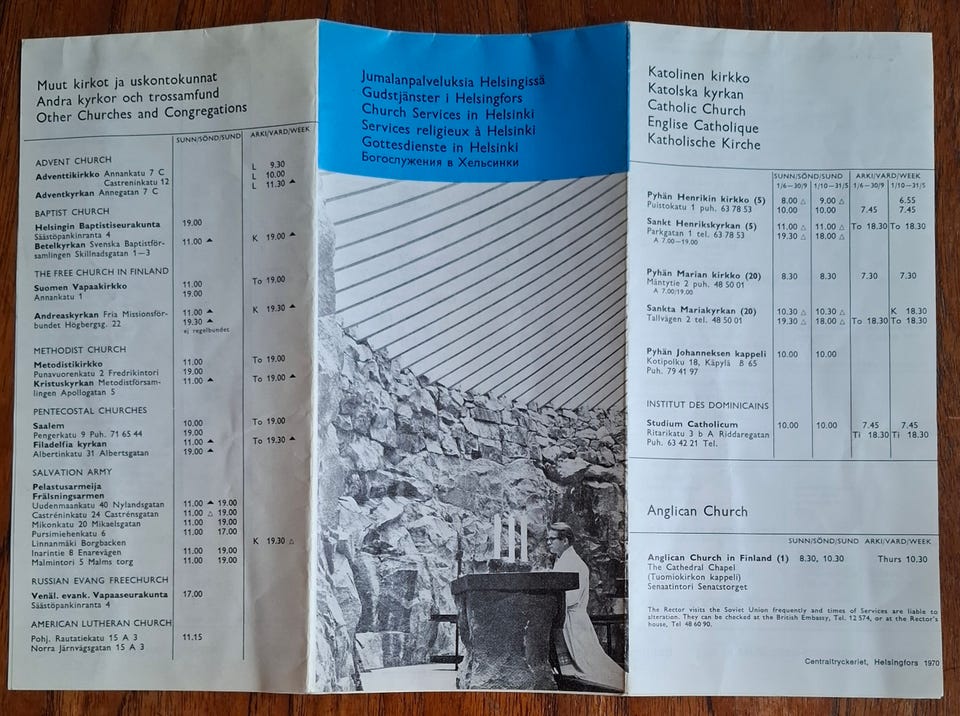 Muut kirkot ja uskontokunnat
Andra kyrkor och trossamfund
Other Churches and Congregations
SUNN/SÖND/SUND ARKI/VARD/WEEK
ADVENT CHURCH
Adventtikirkko Annankatu 7 C L 9.30
Castreninkatu 12 L 10.00
Adventkyrkan Annegatan 7 C L 11.30 ▲
BAPTIST CHURCH
Helsingin Baptistiseurakunta 19.00
Säästöpankinranta 4
Betelkyrkan Svenska Baptistför- 11.00 ▲ K 19.00 ▲
samlingen Skillnadsgatan 1—3
THE FREE CHURCH IN FINLAND
Suomen Vapaakirkko 11.00 To 19.00
Annankatu 1 19.00
Andreaskyrkan Fria Missionsför- 11.00 ▲ K 19.30 ▲
bundet Högbergsg. 22 19.30 ▲
ej regelbundet
METHODIST CHURCH
Metodistikirkko 11.00 To 19.00
Punavuorenkatu 2 Fredrikintori 19.00
Kristuskyrkan Metodistförsam- 11.00 ▲ To 19.00 ▲
lingen Apollogatan 5
PENTECOSTAL CHURCHES
Saalem 10.00 To 19.00
Pengerkatu 9 Puh. 71 65 44 19.00
Filadelfia kyrkan 11.00 ▲ To 19.30 ▲
Albertinkatu 31 Albertsgatan 19.00 ▲
SALVATION ARMY
Pelastusarmeija
Frälsningsarmen
Uudenmaankatu 40 Nylandsgatan 11.00 ▲ 19.00
Castréninkatu 24 Castrénsgatan 11.00 △ 19.00
Mikonkatu 20 Mikaelsgatan 11.00 19.00
Pursimiehenkatu 6 11.00 17.00
Linnanmäki Borgbacken K 19.30 △
Inarintie 8 Enarevägen 11.00 19.00
Malmintori 5 Malms torg 11.00 19.00
RUSSIAN EVANG FREECHURCH
Venäl. evank. Vapaaseurakunta 17.00
Säästöpankinranta 4
AMERICAN LUTHERAN CHURCH
Pohj. Rautatiekatu 15 A 3 11.15
Norra Järnvägsgatan 15 A 3
Jumalanpalveluksia Helsingissä
Gudstjänster i Helsingfors
Church Services in Helsinki
Services religieux à Helsinki
Gottesdienste in Helsinki
Богослужения в Хельсинки
Katolinen kirkko
Katolska kyrkan
Catholic Church
Englise Catholique
Katholische Kirche
SUNN/SÖND/SUND ARKI/VARD/WEEK
1/6—30/9 1/10—31/5 1/6—30/9 1/10—31/5
Pyhän Henrikin kirkko (5) 8.00 △ 9.00 △ 6.55
Puistokatu 1 puh. 63 78 53 10.00 10.00 7.45 7.45
Sankt Henrikskyrkan (5) 11.00 △ 11.00 △ To 18.30 To 18.30
Parkgatan 1 tel. 63 78 53 19.30 △ 18.00 △
A 7.00—19.00
Pyhän Marian kirkko (20) 8.30 8.30 7.30 7.30
Mäntytie 2 puh. 48 50 01
A 7.00/19.00
Sankta Mariakyrkan (20) 10.30 △ 10.30 △ K 18.30
Tallvägen 2 tel. 48 50 01 19.30 △ 18.00 △ To 18.30 To 18.30
Pyhän Johanneksen kappeli 10.00 10.00
Kotipolku 18, Käpylä B 65
Puh. 79 41 97
INSTITUT DES DOMINICAINS
Studium Catholicum 10.00 10.00 7.45 7.45
Ritarikatu 3 b A Riddaregatan Ti 18.30 Ti 18.30
Puh. 63 42 21 Tel.
Anglican Church
SUNN/SÖND/SUND ARKI/VARD/WEEK
Anglican Church in Finland (1) 8.30, 10.30 Thurs 10.30
The Cathedral Chapel
(Tuomiokirkon kappeli)
Senaatintori Senatstorget
The Rector visits the Soviet Union frequently and times of Services are liable to
alteration. They can be checked at the British Embassy, Tel. 12 574, or at the Rector's
house, Tel 48 60 90.
Centraltryckeriet, Helsingfors 1970